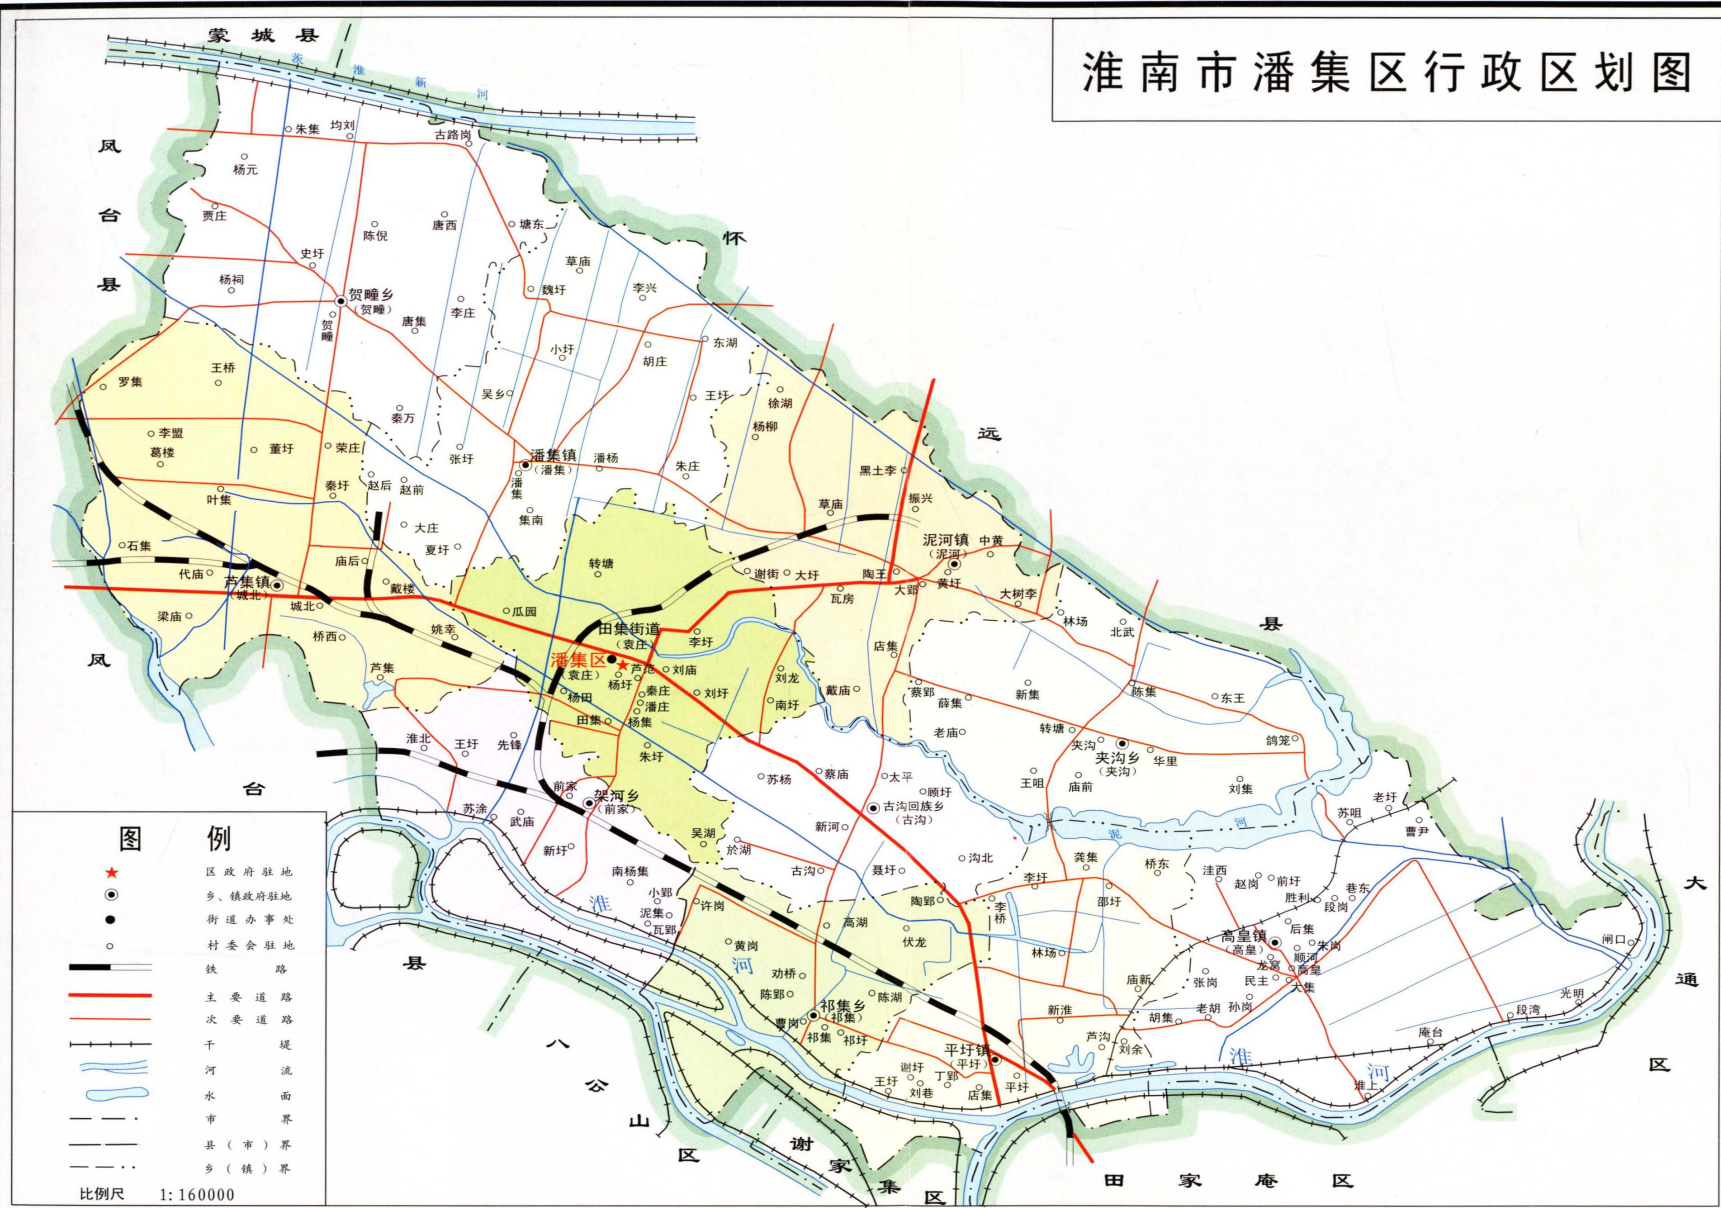 淮南市潘集区行政区划图
蒙城县
茨淮新河
凤台县
怀远县
朱集
均刘
古路岗
杨元
贾庄
陈倪
唐西
塘东
史圩
草庙
杨祠
魏圩
李兴
贺疃乡
（贺疃）
贺疃
唐集
李庄
小圩
胡庄
东湖
罗集
王桥
吴乡
王圩
徐湖
秦万
杨柳
李盟
葛楼
董圩
荣庄
张圩
潘集镇
（潘集）
潘集
潘杨
朱庄
黑土李
叶集
秦圩
赵后
赵前
振兴
草庙
集南
大庄
夏圩
石集
庙后
转塘
泥河镇
（泥河）
中黄
代庙
芦集镇
（城北）
戴楼
谢街
大圩
陶王
大郢
黄圩
瓦房
大树李
梁庙
城北
瓜园
林场
北武
桥西
姚幸
田集街道
（袁庄）
李圩
店集
潘集区
（袁庄）
芦范
刘庙
芦集
杨圩
刘龙
杨田
秦庄
潘庄
刘圩
戴庙
蔡郢
薛集
新集
陈集
东王
田集
杨集
南圩
淮北
王圩
先锋
朱圩
老庙
转塘
夹沟
夹沟乡
（夹沟）
华里
鸽笼
苏杨
蔡庙
太平
王咀
庙前
刘集
前家
架河乡
（前家）
顾圩
古沟回族乡
（古沟）
苏涂
武庙
新河
泥河
苏咀
老圩
曹尹
吴湖
於湖
新圩
古沟
聂圩
沟北
龚集
桥东
南杨集
李圩
洼西
赵岗
前圩
小郢
泥集
瓦郢
许岗
陶郢
李桥
邵圩
胜利
段岗
巷东
淮河
高湖
伏龙
后集
高皇镇
（高皇）
朱岗
顺河
闸口
黄岗
林场
龙窝
高皇
劝桥
庙新
张岗
民主
大集
陈郢
陈湖
祁集乡
（祁集）
曹岗
祁集
祁圩
新淮
胡集
老胡
孙岗
光明
段湾
芦沟
刘余
庵台
平圩镇
（平圩）
谢圩
王圩
刘巷
丁郢
店集
平圩
淮河
淮上
凤台县
八公山区
谢家集区
田家庵区
大通区
图例
区政府驻地
乡、镇政府驻地
街道办事处
村委会驻地
铁路
主要道路
次要道路
干堤
河流
水面
市界
县（市）界
乡（镇）界
比例尺 1:160000